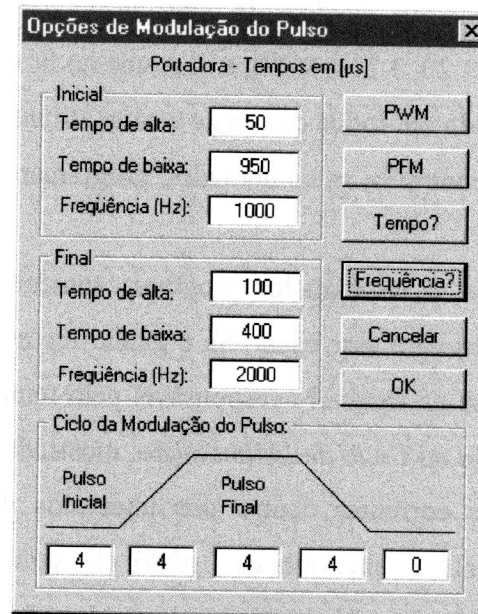 Opções de Modulação do Pulso
Portadora - Tempos em [µs]
Inicial
Tempo de alta: 50
Tempo de baixa: 950
Freqüência (Hz): 1000
PWM
PFM
Tempo?
Final
Tempo de alta: 100
Tempo de baixa: 400
Freqüência (Hz): 2000
Freqüência?
Cancelar
OK
Ciclo da Modulação do Pulso:
Pulso
Inicial
Pulso
Final
4 4 4 4 0